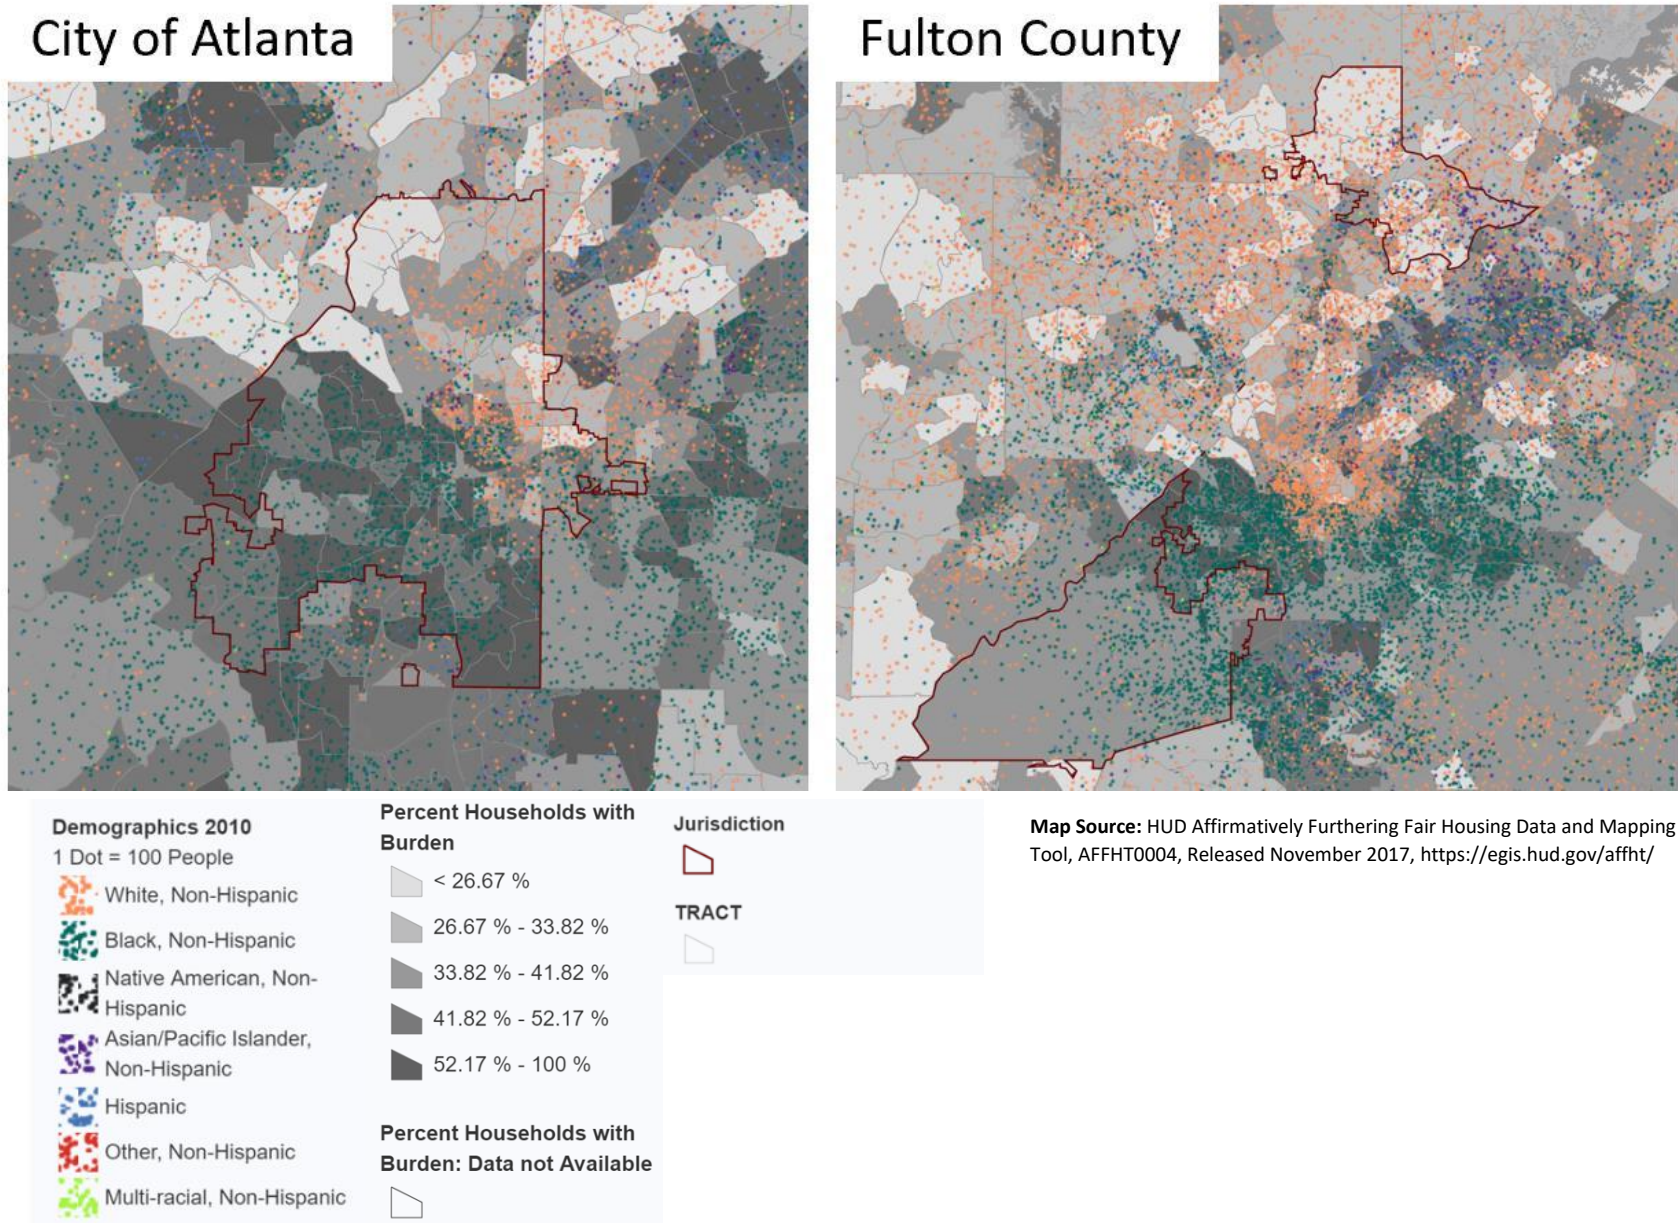 City of Atlanta
Fulton County
Demographics 2010
1 Dot = 100 People
White, Non-Hispanic
Black, Non-Hispanic
Native American, Non-
Hispanic
Asian/Pacific Islander,
Non-Hispanic
Hispanic
Other, Non-Hispanic
Multi-racial, Non-Hispanic
Percent Households with
Burden
< 26.67 %
26.67 % - 33.82 %
33.82 % - 41.82 %
41.82 % - 52.17 %
52.17 % - 100 %
Percent Households with
Burden: Data not Available
Jurisdiction
TRACT
Map Source: HUD Affirmatively Furthering Fair Housing Data and Mapping
Tool, AFFHT0004, Released November 2017, https://egis.hud.gov/affht/